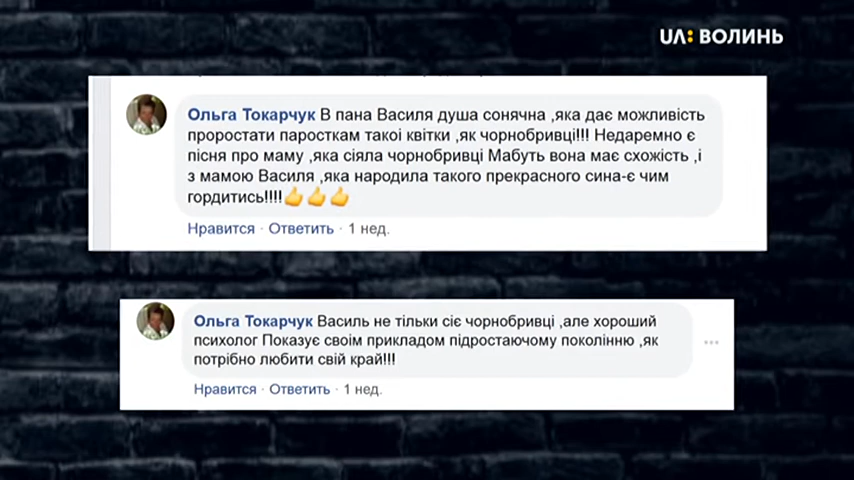 UA: ВОЛИНЬ
Ольга Токарчук В пана Василя душа сонячна ,яка дає можливість
проростати паросткам такоі квітки ,як чорнобривці!!! Недаремно є
пісня про маму ,яка сіяла чорнобривці Мабуть вона має схожість ,і
з мамою Василя ,яка народила такого прекрасного сина-є чим
гордитись!!!!👍👍👍
Нравится · Ответить · 1 нед.
Ольга Токарчук Василь не тільки сіє чорнобривці ,але хороший
психолог Показує своім прикладом підростаючому поколінню ,як
потрібно любити свій край!!!
Нравится · Ответить · 1 нед.